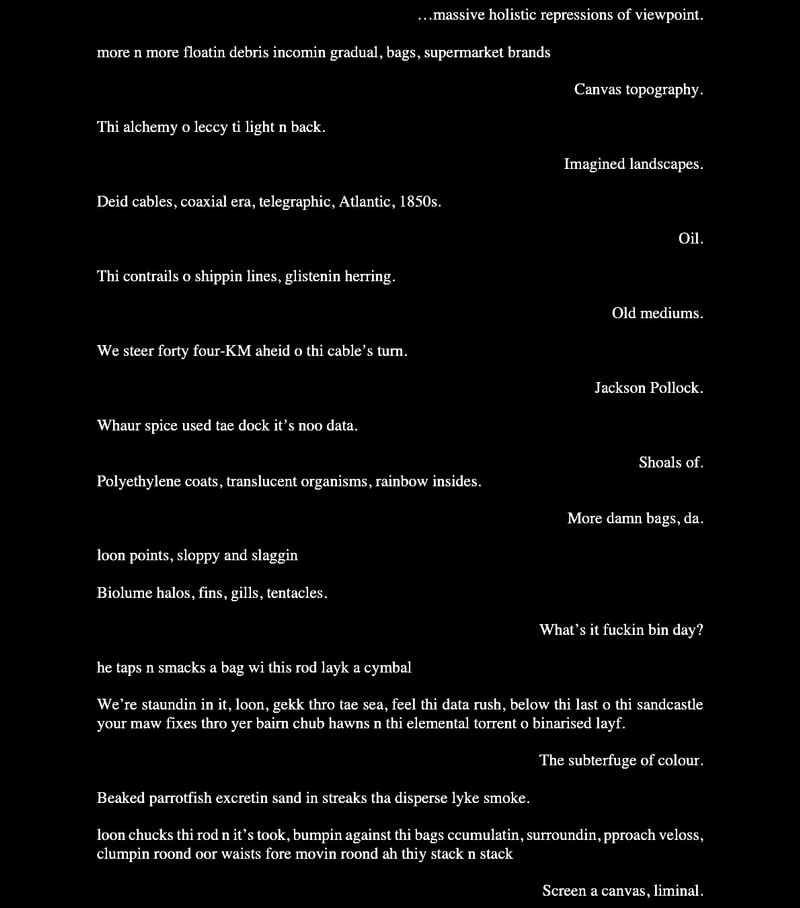 …massive holistic repressions of viewpoint.
more n more floatin debris incomin gradual, bags, supermarket brands
Canvas topography.
Thi alchemy o leccy ti light n back.
Imagined landscapes.
Deid cables, coaxial era, telegraphic, Atlantic, 1850s.
Oil.
Thi contrails o shippin lines, glistenin herring.
Old mediums.
We steer forty four-KM aheid o thi cable’s turn.
Jackson Pollock.
Whaur spice used tae dock it’s noo data.
Shoals of.
Polyethylene coats, translucent organisms, rainbow insides.
More damn bags, da.
loon points, sloppy and slaggin
Biolume halos, fins, gills, tentacles.
What’s it fuckin bin day?
he taps n smacks a bag wi this rod layk a cymbal
We’re staundin in it, loon, gekk thro tae sea, feel thi data rush, below thi last o thi sandcastle
your maw fixes thro yer bairn chub hawns n thi elemental torrent o binarised layf.
The subterfuge of colour.
Beaked parrotfish excretin sand in streaks tha disperse lyke smoke.
loon chucks thi rod n it’s took, bumpin against thi bags ccumulatin, surroundin, pproach veloss,
clumpin roond oor waists fore movin roond ah thiy stack n stack
Screen a canvas, liminal.